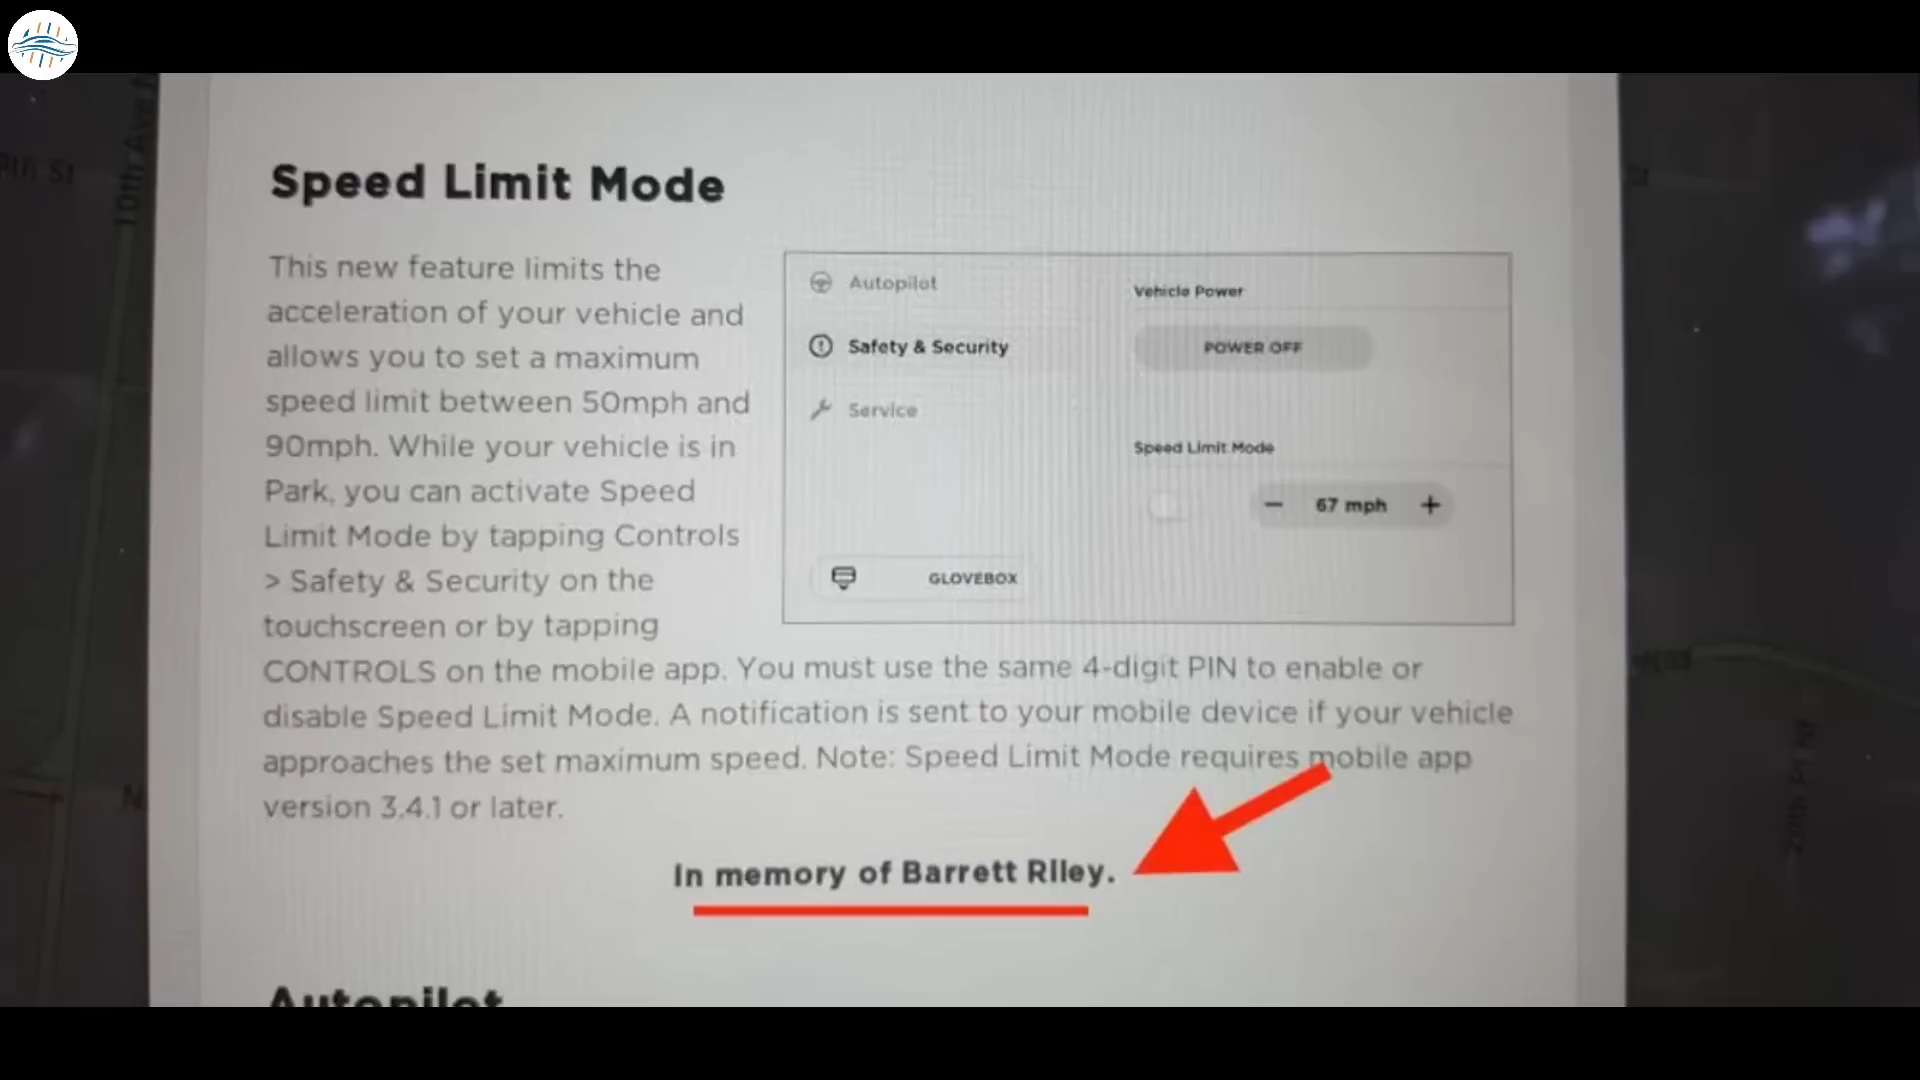 Speed Limit Mode
This new feature limits the
acceleration of your vehicle and
allows you to set a maximum
speed limit between 50mph and
90mph. While your vehicle is in
Park, you can activate Speed
Limit Mode by tapping Controls
> Safety & Security on the
touchscreen or by tapping
CONTROLS on the mobile app. You must use the same 4-digit PIN to enable or
disable Speed Limit Mode. A notification is sent to your mobile device if your vehicle
approaches the set maximum speed. Note: Speed Limit Mode requires mobile app
version 3.4.1 or later.
Autopilot
Safety & Security
Service
GLOVEBOX
Vehicle Power
POWER OFF
Speed Limit Mode
− 67 mph +
In memory of Barrett Riley.
Autopilot
10th Ave N